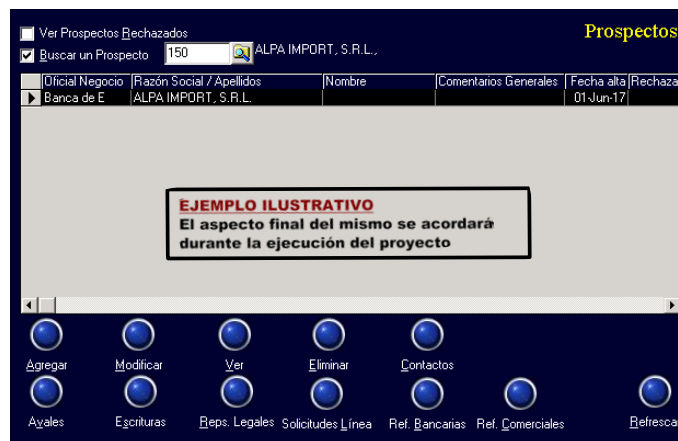 Ver Prospectos Rechazados
Prospectos
Buscar un Prospecto 150 ALPA IMPORT, S.R.L.,
Oficial Negocio Razón Social / Apellidos Nombre Comentarios Generales Fecha alta Rechaza
Banca de E ALPA IMPORT, S.R.L. 01-Jun-17
EJEMPLO ILUSTRATIVO
El aspecto final del mismo se acordará
durante la ejecución del proyecto
Agregar Modificar Ver Eliminar Contactos
Avales Escrituras Reps. Legales Solicitudes Línea Ref. Bancarias Ref. Comerciales Refresca